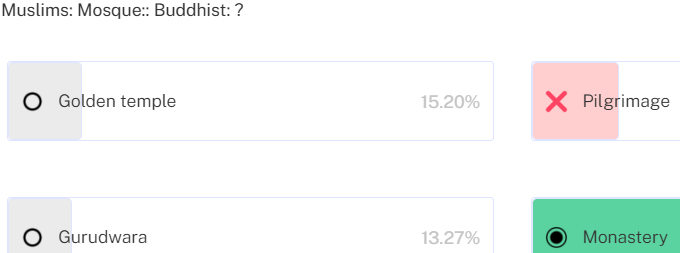 Muslims: Mosque:: Buddhist: ?
Golden temple 15.20% Pilgrimage
Gurudwara 13.27% Monastery